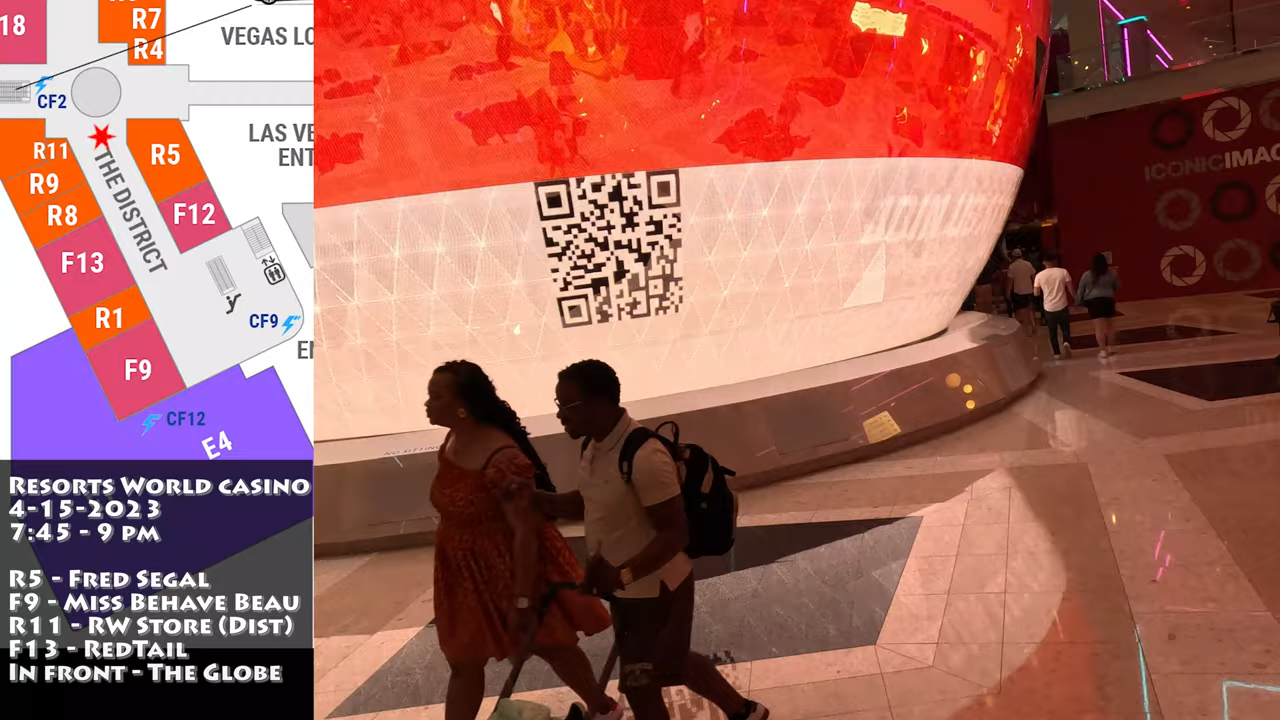 18
R7
R4
VEGAS LO
CF2
LAS VE
ENT
R11
R5
R9
R8
THE DISTRICT
F12
F13
R1
CF9
F9
CF12
E4
Resorts World casino
4-15-2023
7:45 - 9 pm
R5 - Fred Segal
F9 - Miss Behave Beau
R11 - RW Store (Dist)
F13 - RedTail
In front - The Globe
ICONICIMAG